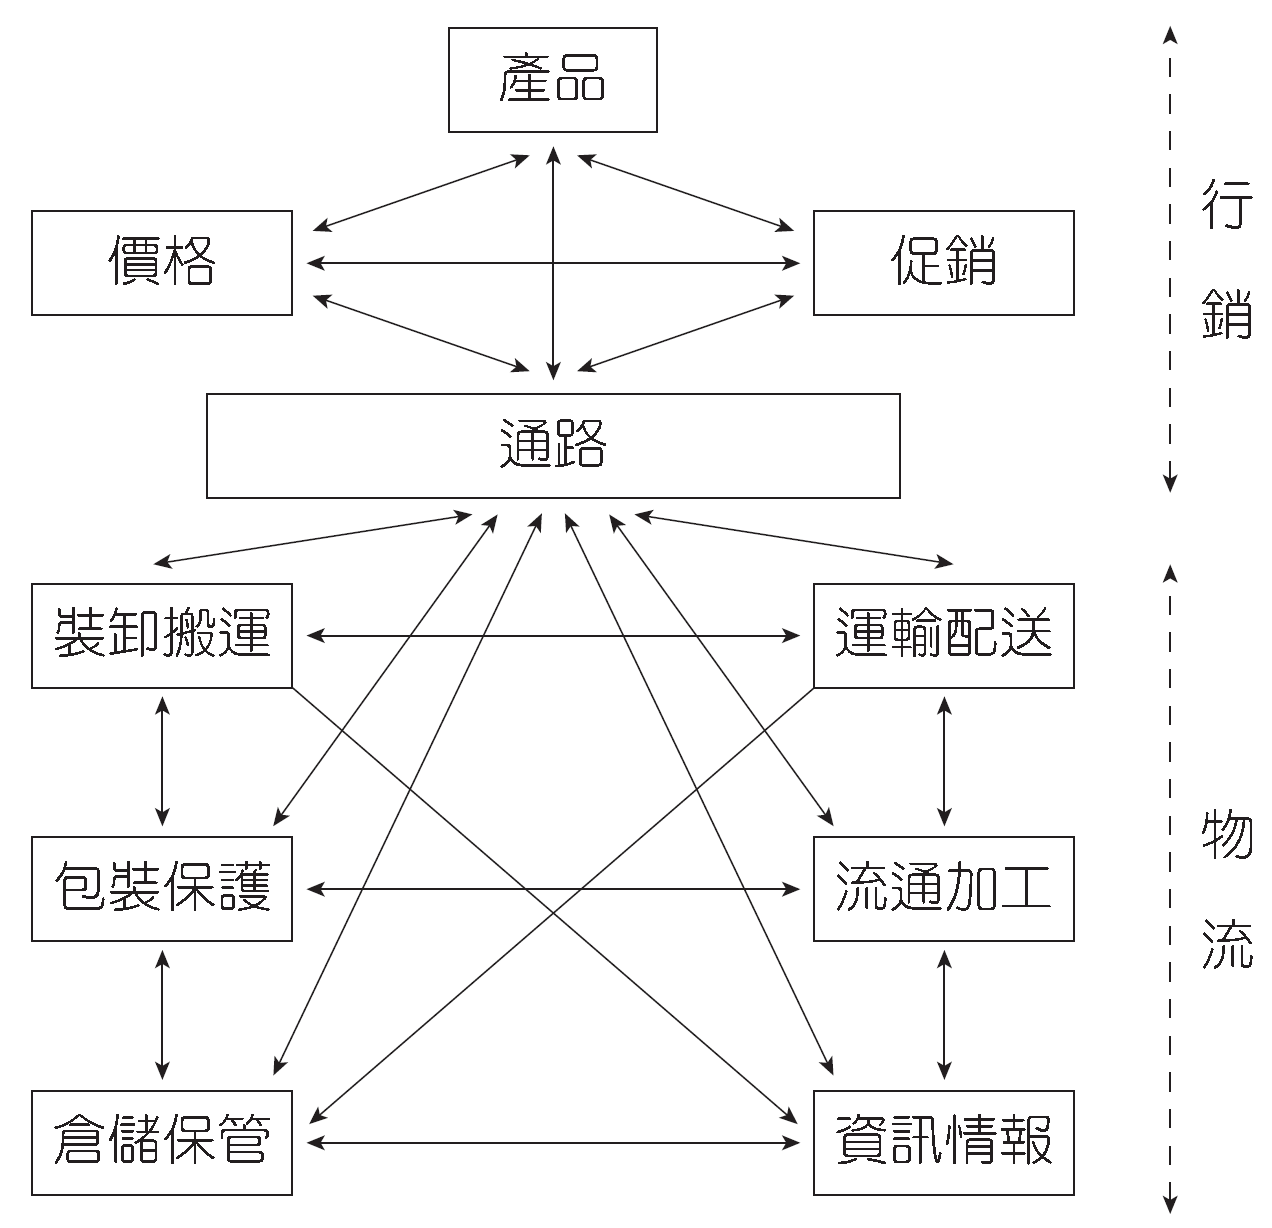 產品
價格
促銷
行銷
通路
裝卸搬運
運輸配送
包裝保護
流通加工
物流
倉儲保管
資訊情報